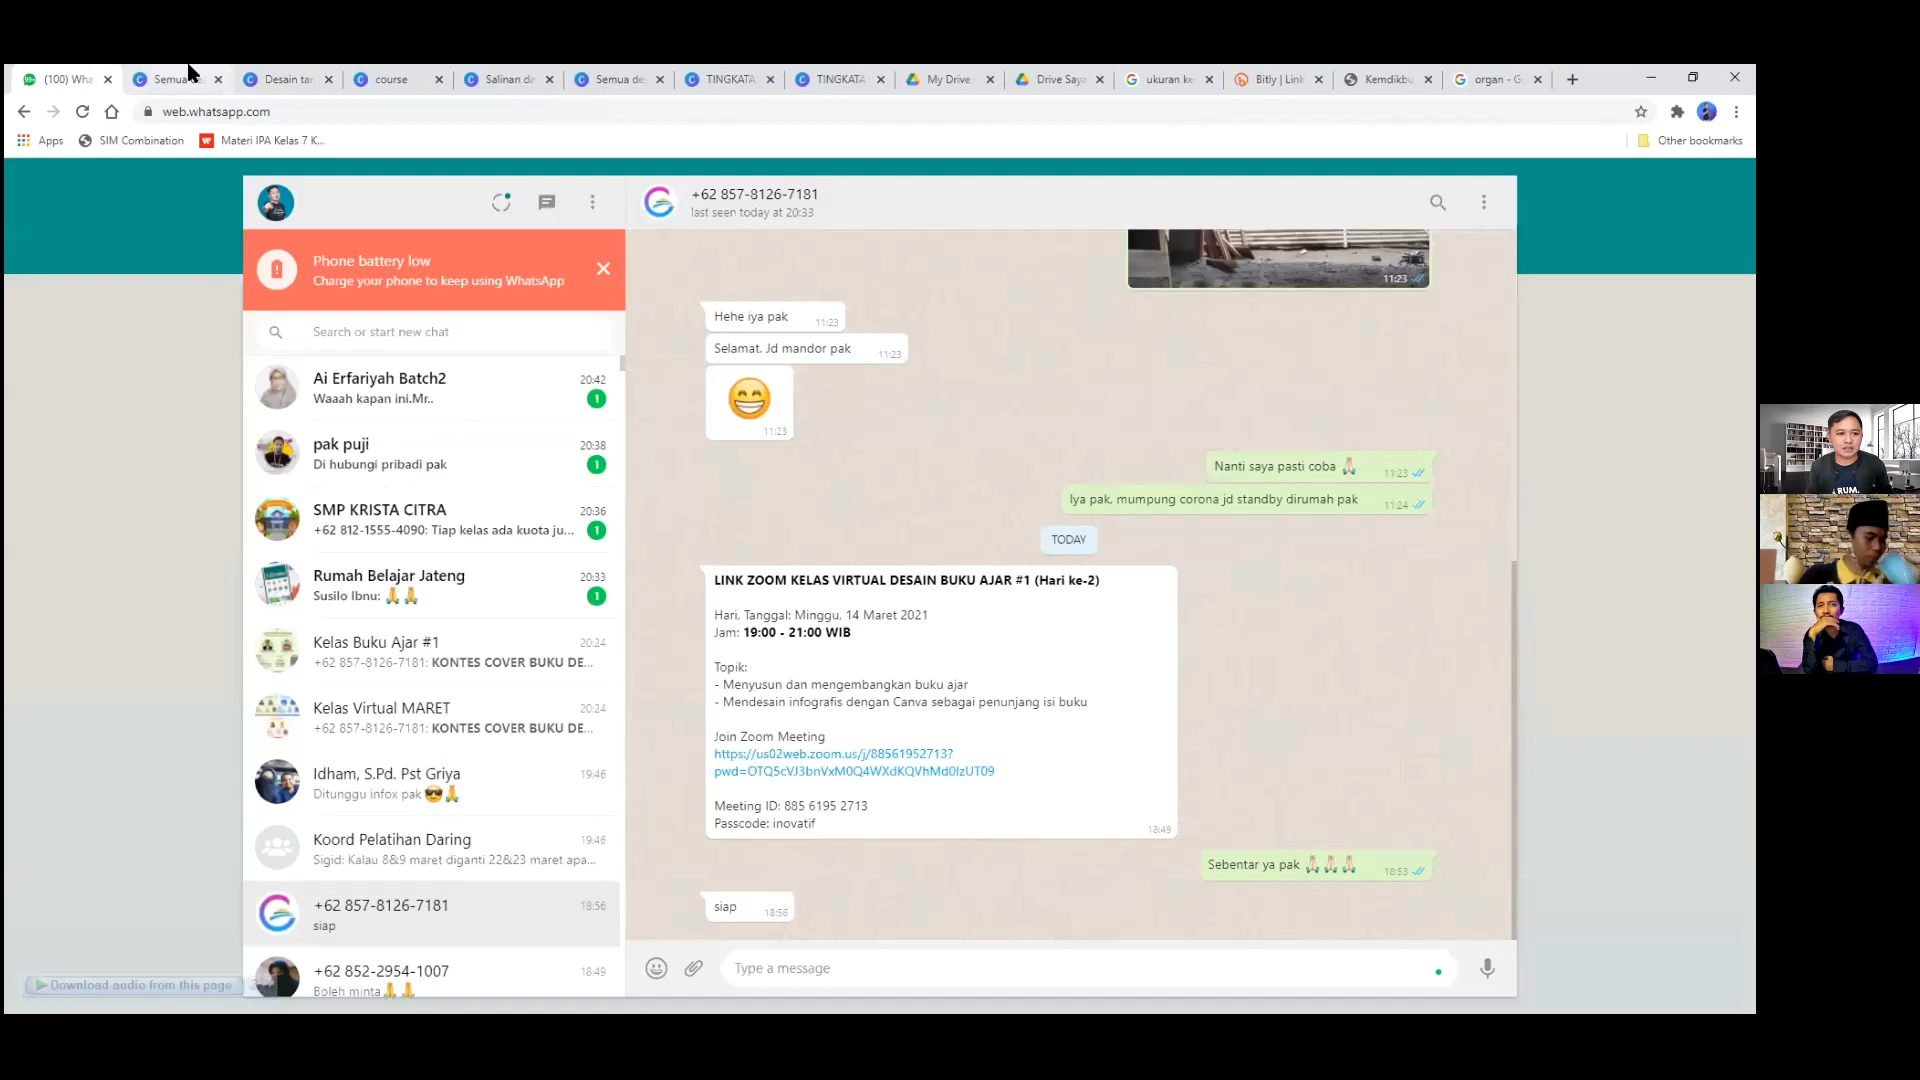 (100) Wha
Semua de
Desain tan
course
Salinan da
Semua de
TINGKATA
TINGKATA
My Drive
Drive Saya
ukuran ke
Bitly | Link
Kemdikbu
organ - G
web.whatsapp.com
Apps
SIM Combination
Materi IPA Kelas 7 K...
Other bookmarks
+62 857-8126-7181
last seen today at 20:33
Phone battery low
Charge your phone to keep using WhatsApp
Search or start new chat
Ai Erfariyah Batch2
20:42
Waaah kapan ini.Mr..
1
pak puji
20:38
Di hubungi pribadi pak
1
SMP KRISTA CITRA
20:36
+62 812-1555-4090: Tiap kelas ada kuota ju...
1
Rumah Belajar Jateng
20:33
Susilo Ibnu: 🙏🙏
1
Kelas Buku Ajar #1
20:24
+62 857-8126-7181: KONTES COVER BUKU DE...
Kelas Virtual MARET
20:24
+62 857-8126-7181: KONTES COVER BUKU DE...
Idham, S.Pd. Pst Griya
19:46
Ditunggu infox pak 😎🙏
Koord Pelatihan Daring
19:46
Sigid: Kalau 8&9 maret diganti 22&23 maret apa...
+62 857-8126-7181
18:56
siap
+62 852-2954-1007
18:49
Boleh minta🙏🙏
Download audio from this page
11:23
Hehe iya pak
11:23
Selamat. Jd mandor pak
11:23
😁
11:23
Nanti saya pasti coba 🙏🏻
11:23
Iya pak, mumpung corona jd standby dirumah pak
11:24
TODAY
LINK ZOOM KELAS VIRTUAL DESAIN BUKU AJAR #1 (Hari ke-2)
Hari, Tanggal: Minggu, 14 Maret 2021
Jam: 19:00 - 21:00 WIB
Topik:
- Menyusun dan mengembangkan buku ajar
- Mendesain infografis dengan Canva sebagai penunjang isi buku
Join Zoom Meeting
https://us02web.zoom.us/j/88561952713?
pwd=OTQ5cVJ3bnVxM0Q4WXdKQVhMd0IzUT09
Meeting ID: 885 6195 2713
Passcode: inovatif
18:49
Sebentar ya pak 🙏🏻🙏🏻🙏🏻
18:53
siap
18:56
Type a message
RUM.